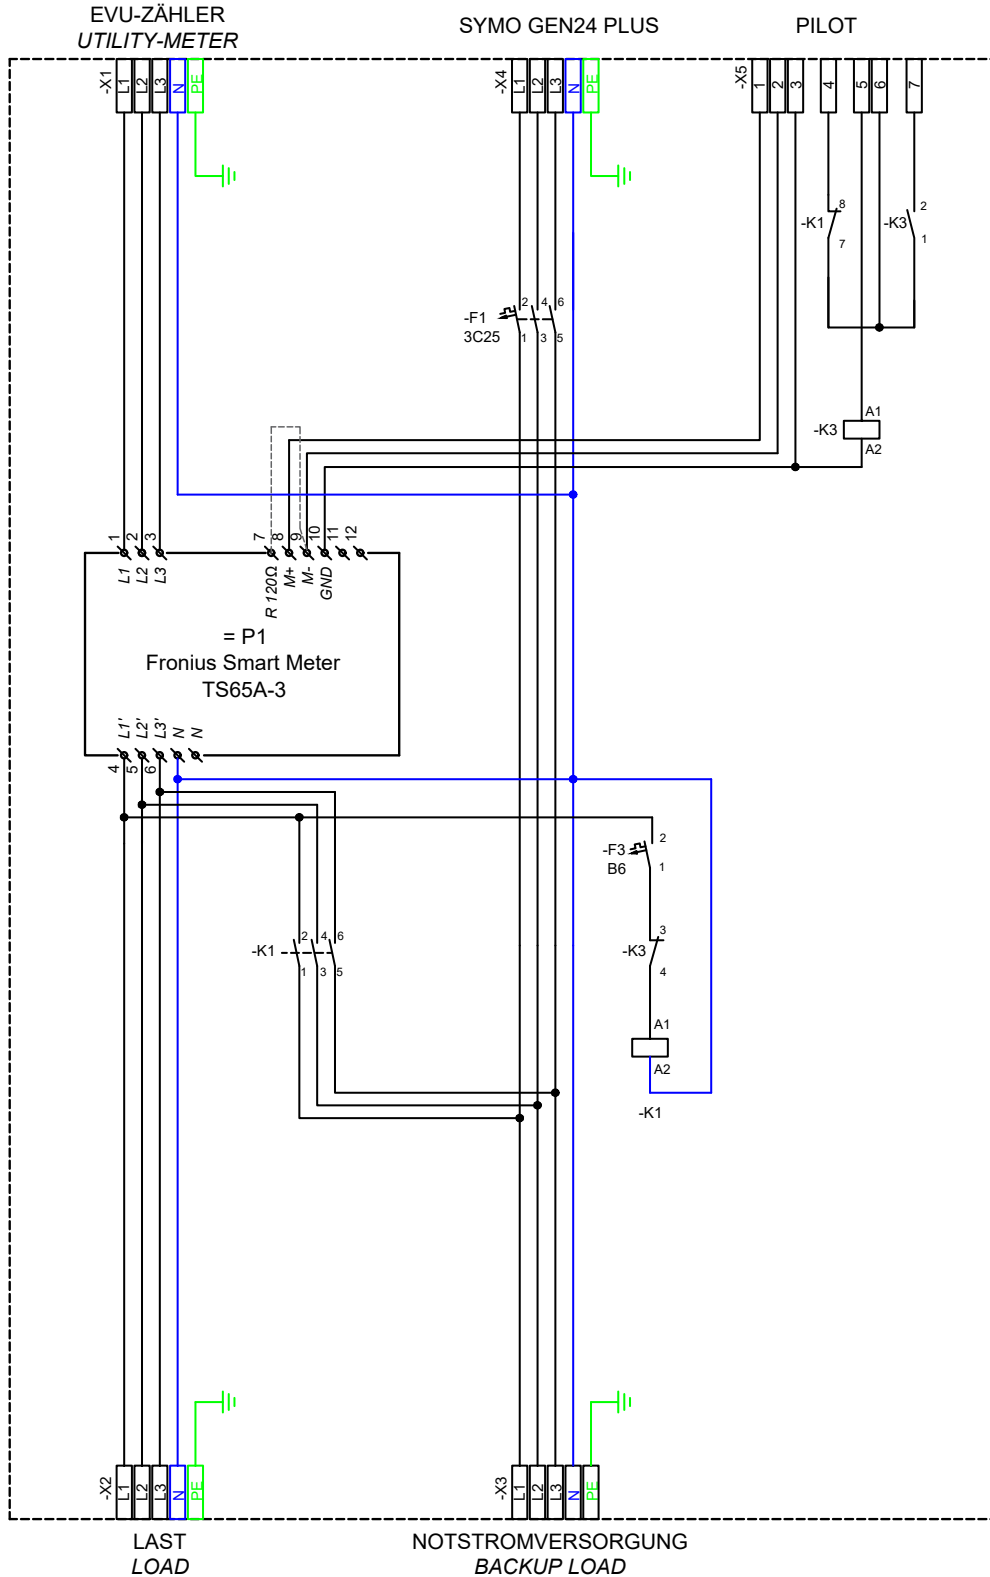 EVU-ZÄHLER
UTILITY-METER
SYMO GEN24 PLUS
PILOT
-X1
L1
L2
L3
N
PE
-X4
L1
L2
L3
N
PE
-X5
1
2
3
4
5
6
7
-K1
8
7
-K3
2
1
-F1
3C25
2
4
6
1
3
5
-K3
A1
A2
1
2
3
7
8
9
10
11
12
L1
L2
L3
R 120Ω
M+
M-
GND
= P1
Fronius Smart Meter
TS65A-3
L1'
L2'
L3'
N
N
4
5
6
-F3
B6
2
1
-K1
2
4
6
1
3
5
-K3
3
4
A1
A2
-K1
-X2
L1
L2
L3
N
PE
-X3
L1
L2
L3
N
PE
LAST
LOAD
NOTSTROMVERSORGUNG
BACKUP LOAD